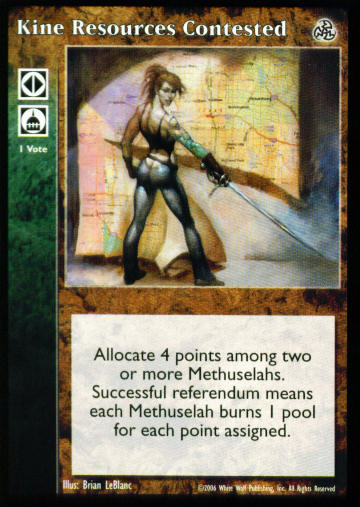 Kine Resources Contested
1 Vote
Allocate 4 points among two
or more Methuselahs.
Successful referendum means
each Methuselah burns 1 pool
for each point assigned.
Illus: Brian LeBlanc
©2006 White Wolf Publishing, Inc. All Rights Reserved